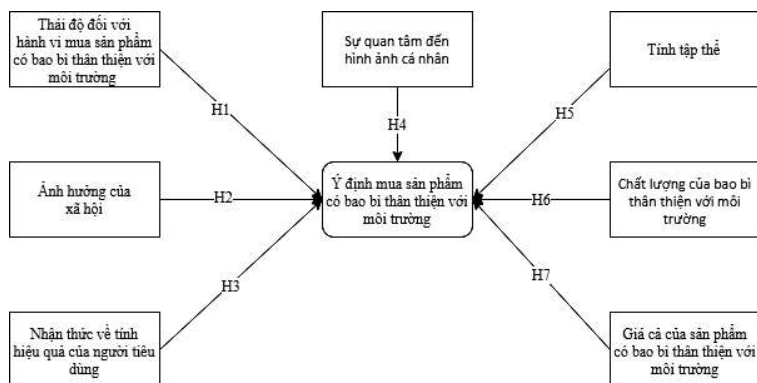 Thái độ đối với
hành vi mua sản phẩm
có bao bì thân thiện với
môi trường
Sự quan tâm đến
hình ảnh cá nhân
Tính tập thể
H1
H4
H5
Ảnh hưởng của
xã hội
H2
Ý định mua sản phẩm
có bao bì thân thiện với
môi trường
H6
Chất lượng của bao bì
thân thiện với môi
trường
H3
H7
Nhận thức về tính
hiệu quả của người tiêu
dùng
Giá cả của sản phẩm
có bao bì thân thiện với
môi trường